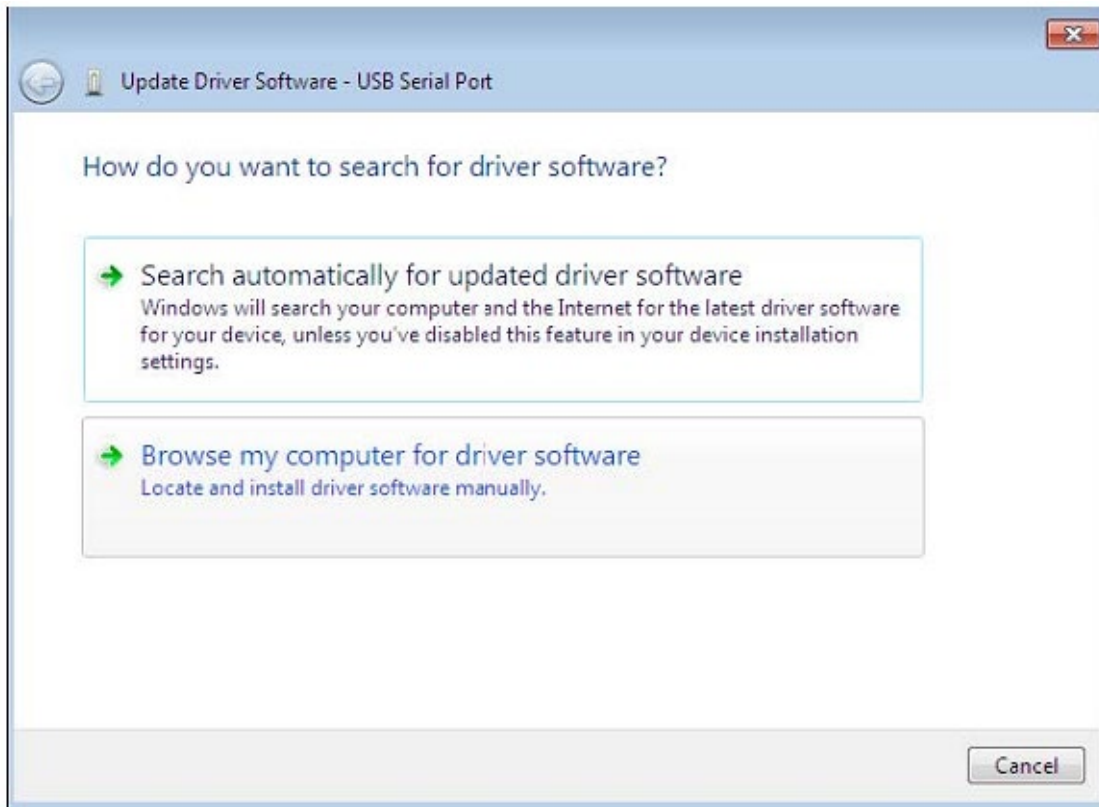 Update Driver Software - USB Serial Port
How do you want to search for driver software?
Search automatically for updated driver software
Windows will search your computer and the Internet for the latest driver software
for your device, unless you've disabled this feature in your device installation
settings.
Browse my computer for driver software
Locate and install driver software manually.
Cancel